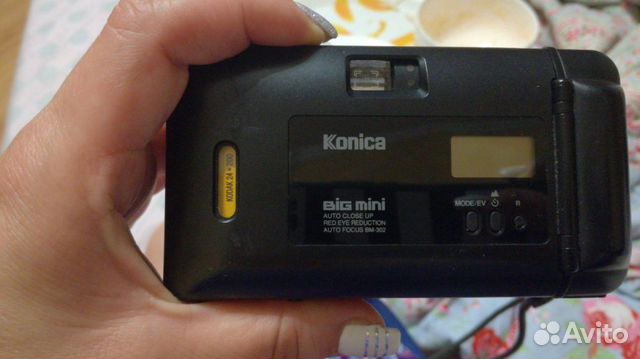 Konica
KODAK 24 • 200
BiG mini
AUTO CLOSE UP
RED EYE REDUCTION
AUTO FOCUS BM-302
MODE/EV
R
Avito